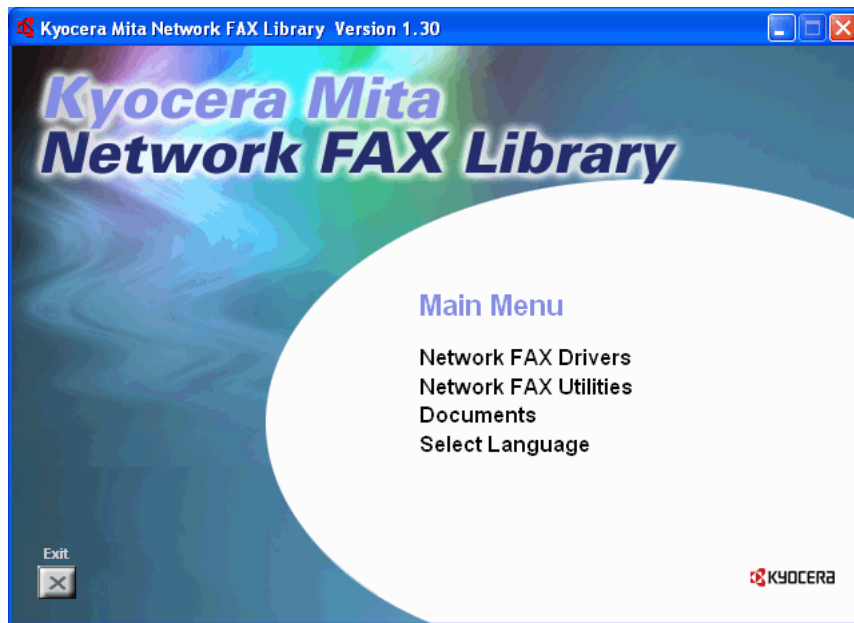 Kyocera Mita Network FAX Library Version 1.30
Kyocera Mita
Network FAX Library
Main Menu
Network FAX Drivers
Network FAX Utilities
Documents
Select Language
Exit
KYOCERA